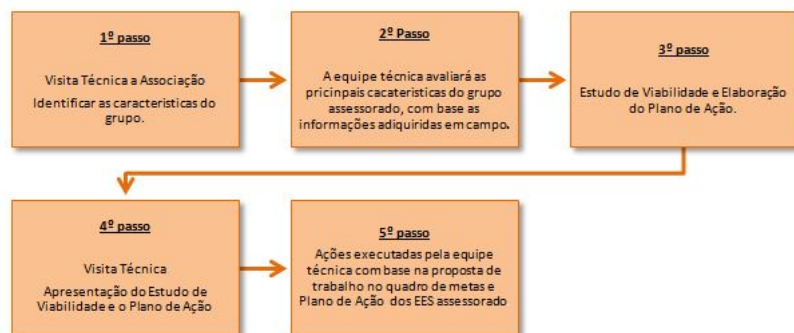 1º passo
Visita Técnica a Associação
Identificar as caracteristicas do
grupo.
2º Passo
A equipe técnica avaliará as
pricinpais cacateristicas do grupo
assessorado, com base as
informações adiquiridas em campo.
3º passo
Estudo de Viabilidade e Elaboração
do Plano de Ação.
4º passo
Visita Técnica
Apresentação do Estudo de
Viabilidade e o Plano de Ação
5º passo
Ações executadas pela equipe
técnica com base na proposta de
trabalho no quadro de metas e
Plano de Ação dos EES assessorado